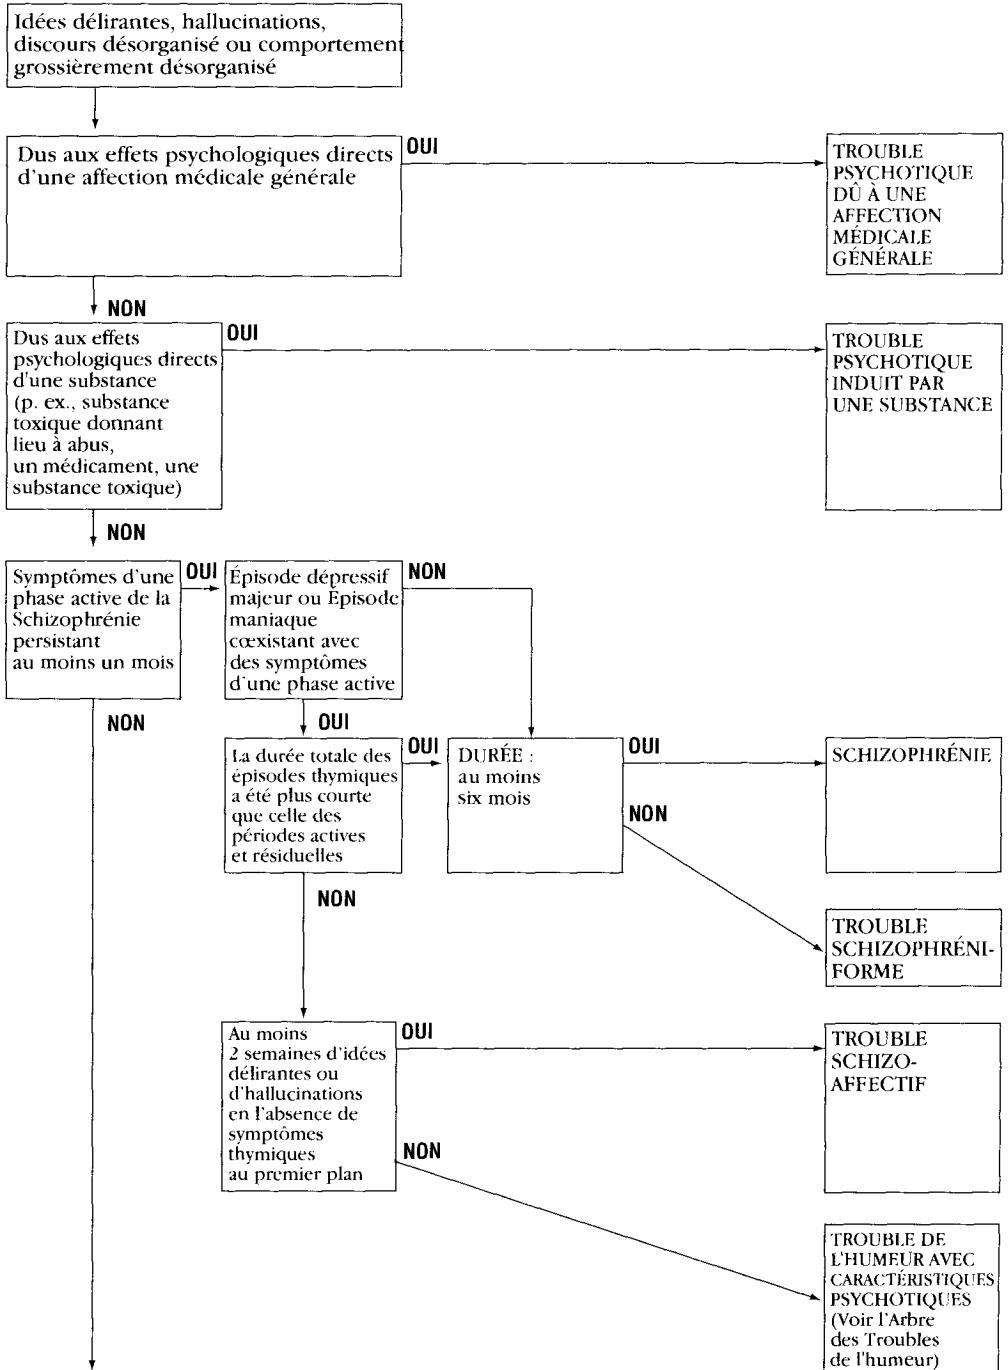 Idées délirantes, hallucinations,
discours désorganisé ou comportement
grossièrement désorganisé
Dus aux effets psychologiques directs
d'une affection médicale générale
OUI
TROUBLE
PSYCHOTIQUE
DÛ À UNE
AFFECTION
MÉDICALE
GÉNÉRALE
NON
Dus aux effets
psychologiques directs
d'une substance
(p. ex., substance
toxique donnant
lieu à abus,
un médicament, une
substance toxique)
OUI
TROUBLE
PSYCHOTIQUE
INDUIT PAR
UNE SUBSTANCE
NON
Symptômes d'une
phase active de la
Schizophrénie
persistant
au moins un mois
OUI
Épisode dépressif
majeur ou Épisode
maniaque
cœxistant avec
des symptômes
d'une phase active
NON
NON
OUI
La durée totale des
épisodes thymiques
a été plus courte
que celle des
périodes actives
et résiduelles
OUI
DURÉE :
au moins
six mois
OUI
SCHIZOPHRÉNIE
NON
TROUBLE
SCHIZOPHRÉNI-
FORME
NON
Au moins
2 semaines d'idées
délirantes ou
d'hallucinations
en l'absence de
symptômes
thymiques
au premier plan
OUI
TROUBLE
SCHIZO-
AFFECTIF
NON
TROUBLE DE
L'HUMEUR AVEC
CARACTÉRISTIQUES
PSYCHOTIQUES
(Voir l'Arbre
des Troubles
de l'humeur)